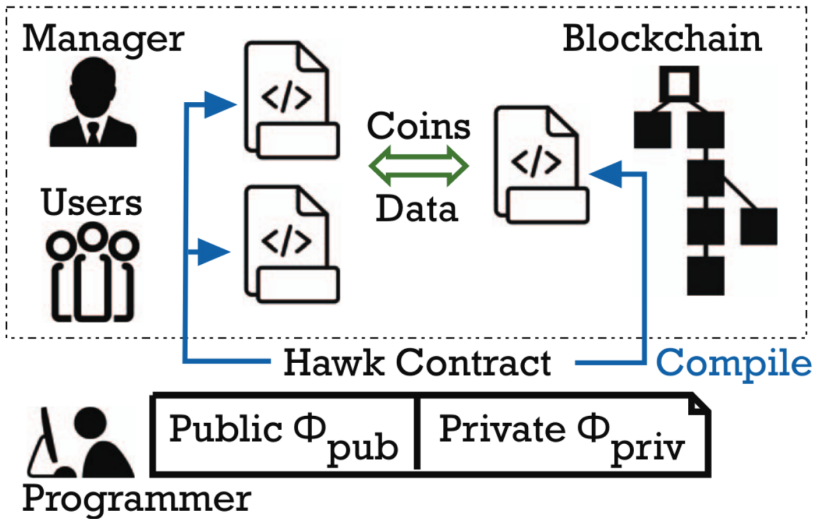 Manager
Blockchain
</>
Coins
</>
Users
Data
</>
Hawk Contract
Compile
Public Φpub
Private Φpriv
Programmer